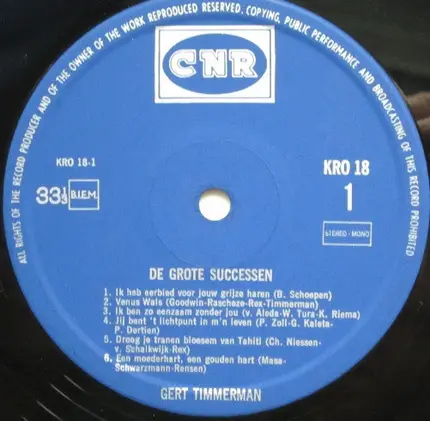 ALL RIGHTS OF THE RECORD PRODUCER AND OF THE OWNER OF THE WORK REPRODUCED RESERVED, COPYING, PUBLIC PERFORMANCE AND BROADCASTING OF THIS RECORD PROHIBITED
CNR
KRO 18-1
KRO 18
33⅓ B.I.E.M.
1
STEREO - MONO
DE GROTE SUCCESSEN
1. Ik heb eerbied voor jouw grijze haren (B. Schoepen)
2. Venus Wals (Goodwin-Rascheze-Rex-Timmerman)
3. Ik ben zo eenzaam zonder jou (v. Aleda-W. Tura-K. Riema)
4. Jij bent 't lichtpunt in m'n leven (P. Zoll-G. Kaleta-
P. Dertien)
5. Droog je tranen bloesem van Tahiti (Ch. Niessen-
v. Schalkwijk-Rex)
6. Een moederhart, een gouden hart (Mass-
Schwarzmann-Rensen)
GERT TIMMERMAN